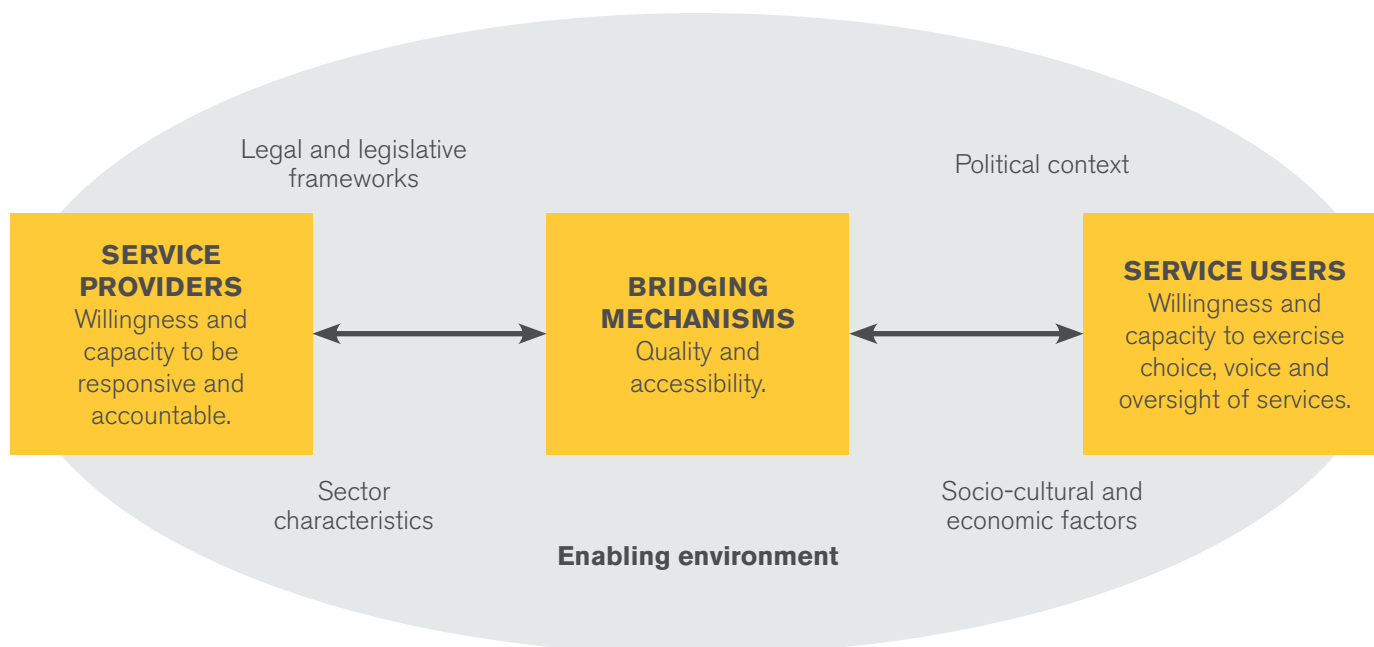 Legal and legislative
frameworks
Political context
SERVICE
PROVIDERS
Willingness and
capacity to be
responsive and
accountable.
BRIDGING
MECHANISMS
Quality and
accessibility.
SERVICE USERS
Willingness and
capacity to exercise
choice, voice and
oversight of services.
Sector
characteristics
Socio-cultural and
economic factors
Enabling environment